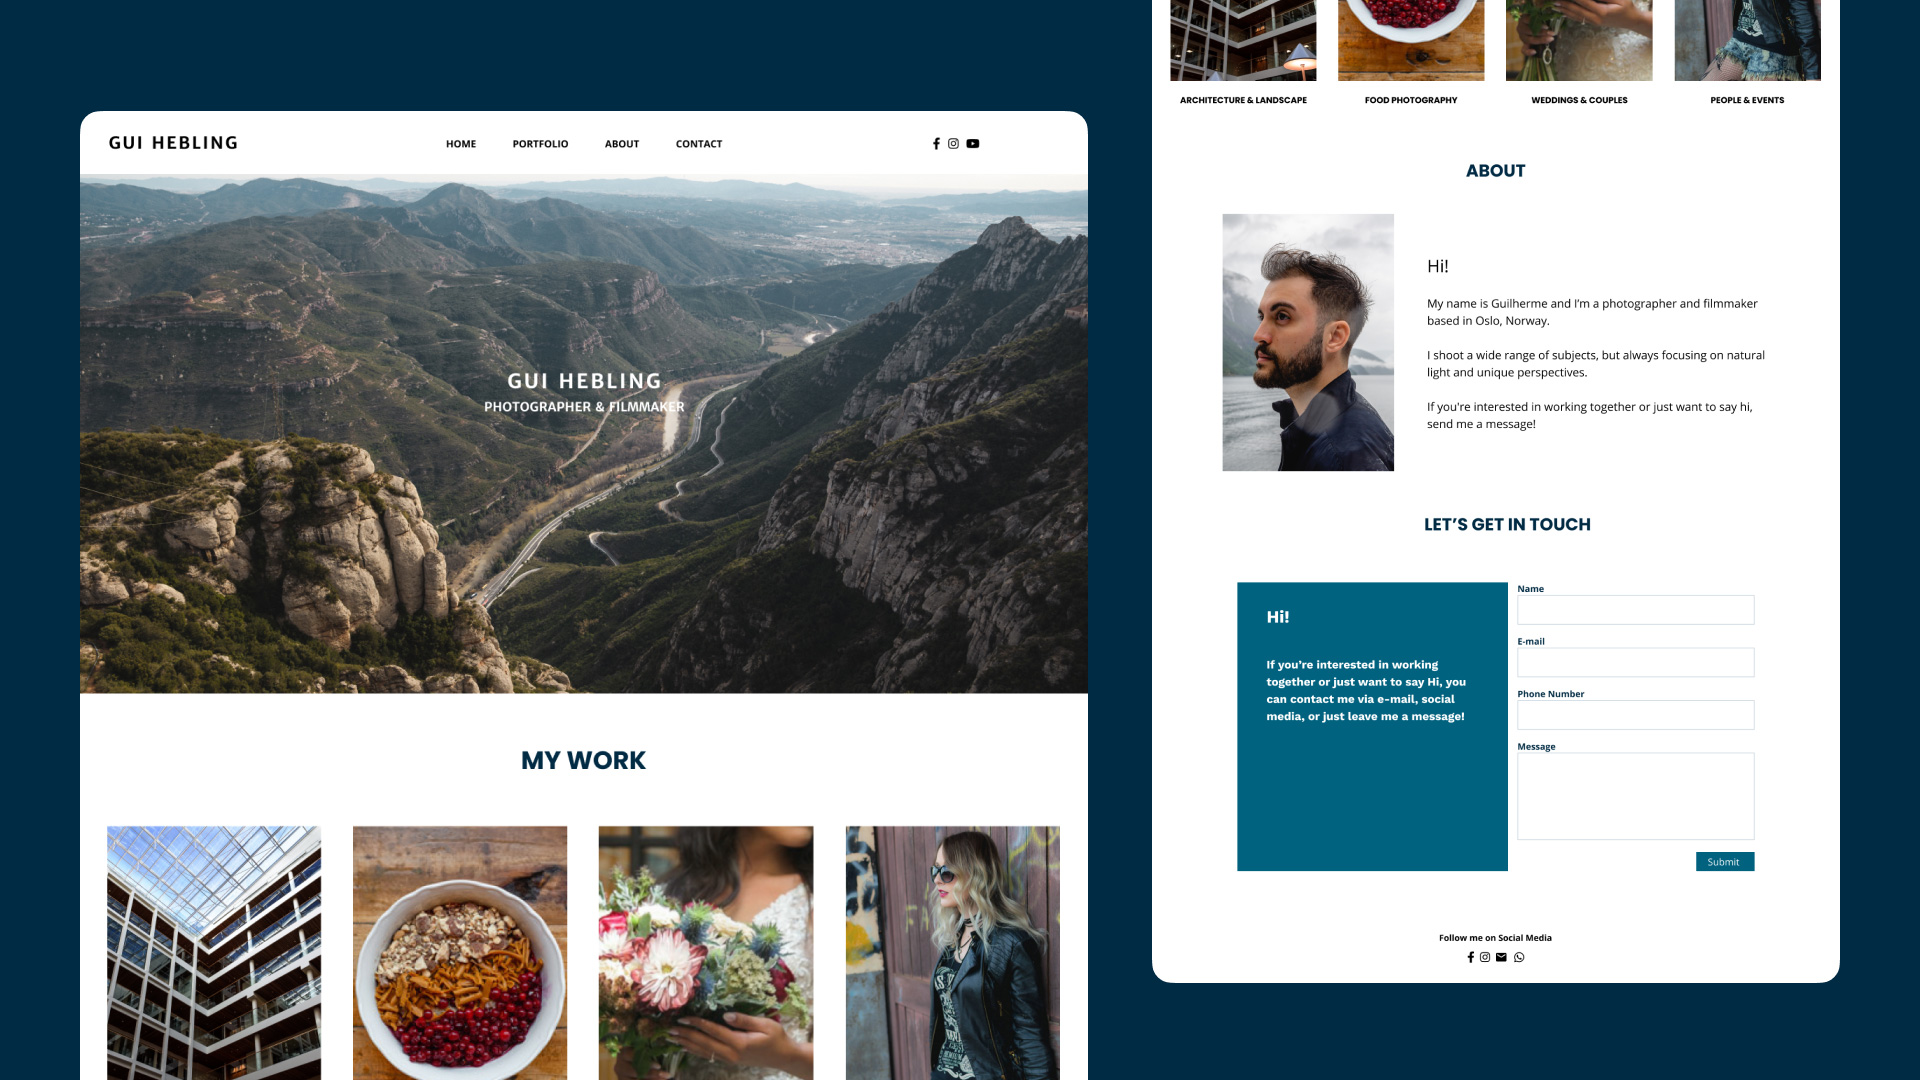 GUI HEBLING
HOME PORTFOLIO ABOUT CONTACT
GUI HEBLING
PHOTOGRAPHER & FILMMAKER
MY WORK
ARCHITECTURE & LANDSCAPE
FOOD PHOTOGRAPHY
WEDDINGS & COUPLES
PEOPLE & EVENTS
ABOUT
Hi!
My name is Guilherme and I'm a photographer and filmmaker
based in Oslo, Norway.
I shoot a wide range of subjects, but always focusing on natural
light and unique perspectives.
If you're interested in working together or just want to say hi,
send me a message!
LET'S GET IN TOUCH
Hi!
If you're interested in working
together or just want to say Hi, you
can contact me via e-mail, social
media, or just leave me a message!
Name
E-mail
Phone Number
Message
Submit
Follow me on Social Media